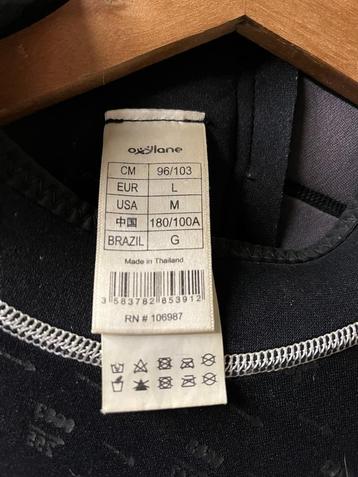 oxylane
CM 96/103
EUR L
USA M
中国 180/100A
BRAZIL G
Made in Thailand
3 583782 853912
RN # 106987